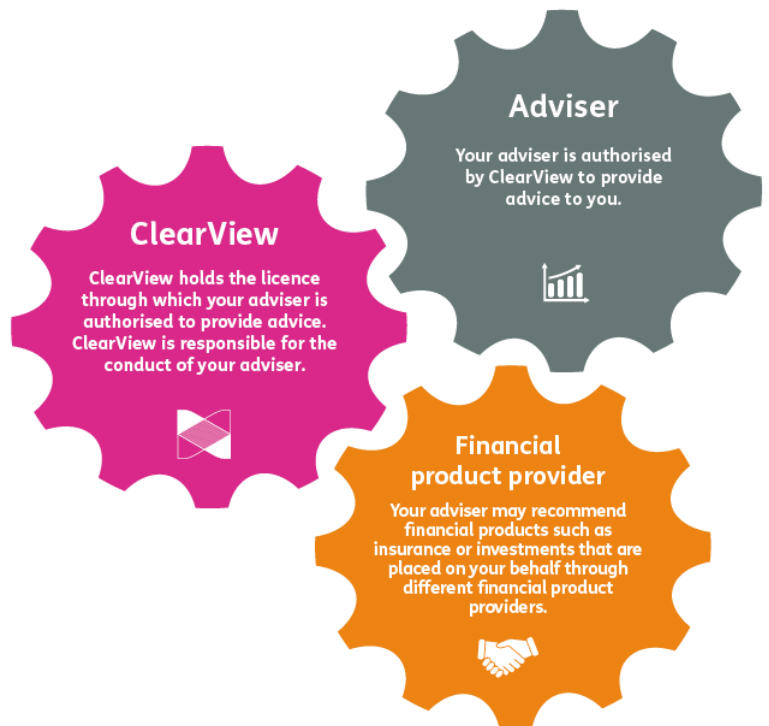 Adviser
Your adviser is authorised
by ClearView to provide
advice to you.
ClearView
ClearView holds the licence
through which your adviser is
authorised to provide advice.
ClearView is responsible for the
conduct of your adviser.
Financial
product provider
Your adviser may recommend
financial products such as
insurance or investments that are
placed on your behalf through
different financial product
providers.